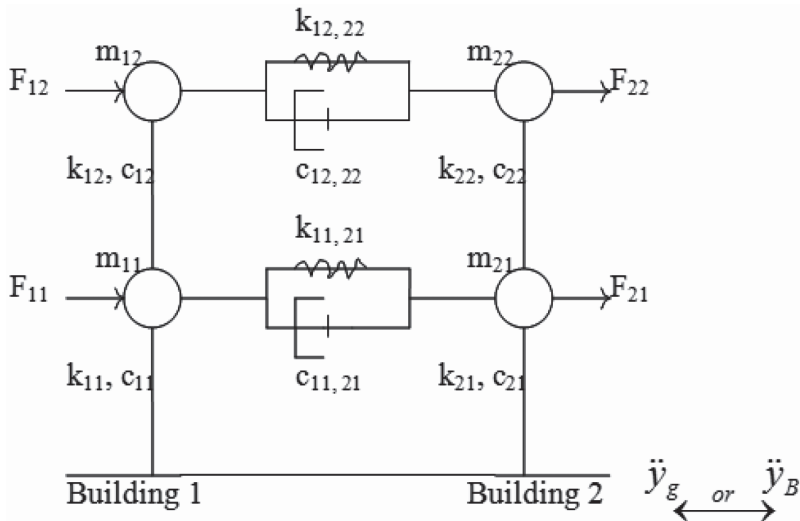 k12, 22
m12
m22
F12
F22
k12, c12
c12, 22
k22, c22
k11, 21
m11
m21
F11
F21
k11, c11
c11, 21
k21, c21
Building 1
Building 2
ÿg or ÿB